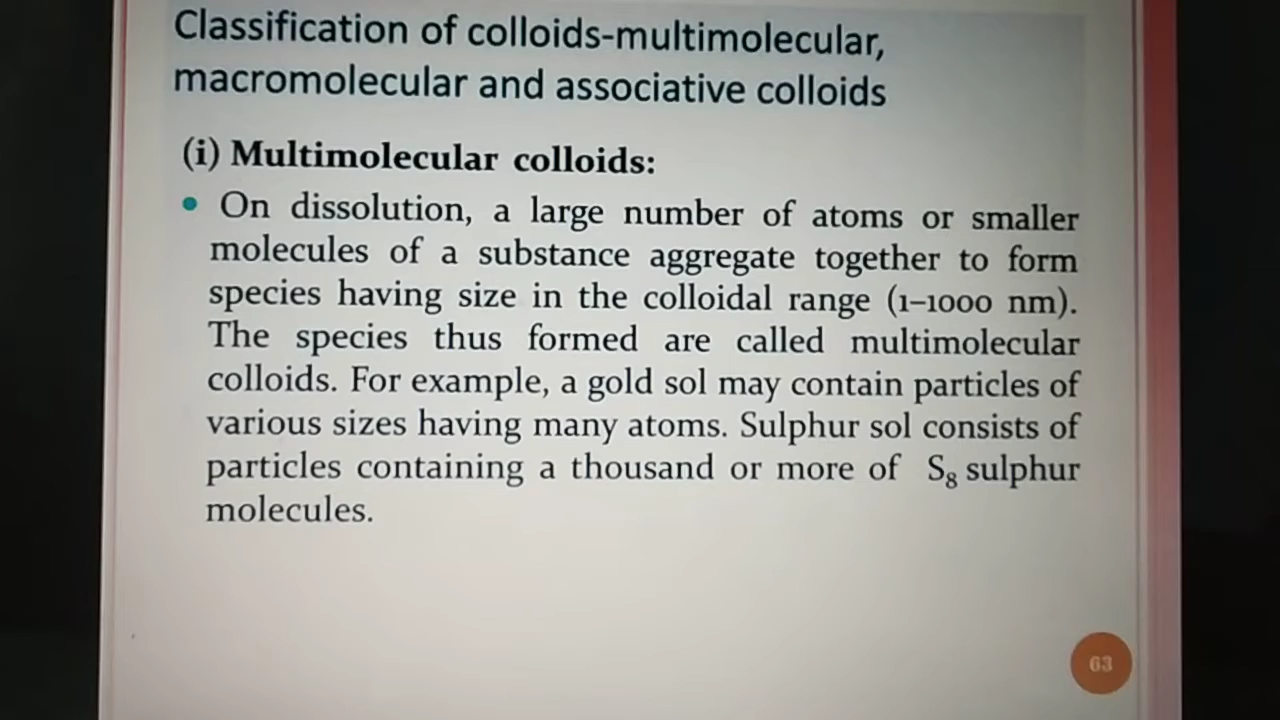 Classification of colloids-multimolecular,
macromolecular and associative colloids
(i) Multimolecular colloids:
• On dissolution, a large number of atoms or smaller
molecules of a substance aggregate together to form
species having size in the colloidal range (1–1000 nm).
The species thus formed are called multimolecular
colloids. For example, a gold sol may contain particles of
various sizes having many atoms. Sulphur sol consists of
particles containing a thousand or more of S₈ sulphur
molecules.
63